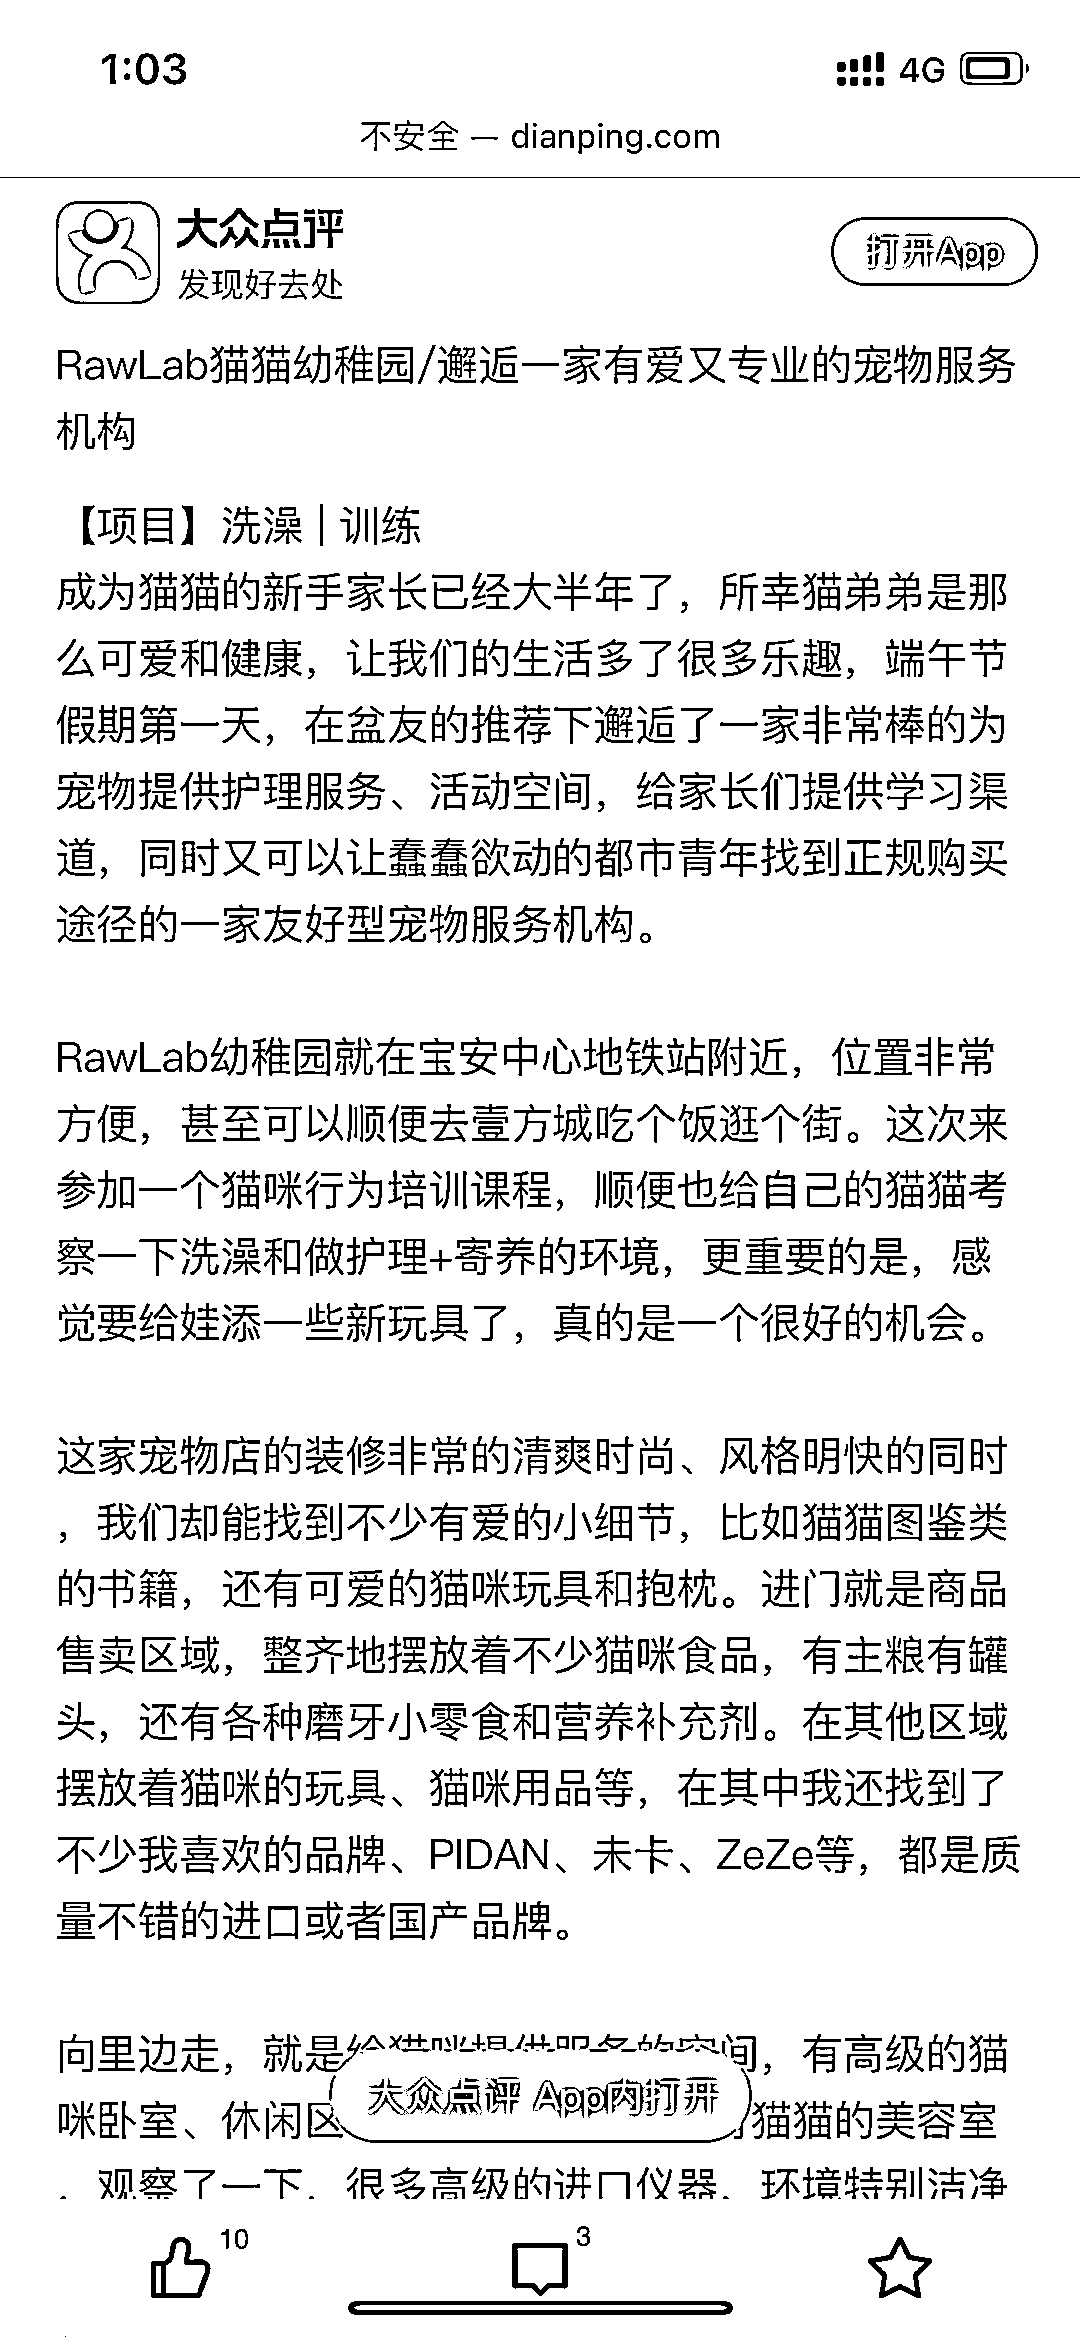 1:03
4G
不安全 — dianping.com
大众点评
发现好去处
打开App
RawLab猫猫幼稚园/邂逅一家有爱又专业的宠物服务
机构
【项目】洗澡 | 训练
成为猫猫的新手家长已经大半年了，所幸猫弟弟是那
么可爱和健康，让我们的生活多了很多乐趣，端午节
假期第一天，在盆友的推荐下邂逅了一家非常棒的为
宠物提供护理服务、活动空间，给家长们提供学习渠
道，同时又可以让蠢蠢欲动的都市青年找到正规购买
途径的一家友好型宠物服务机构。
RawLab幼稚园就在宝安中心地铁站附近，位置非常
方便，甚至可以顺便去壹方城吃个饭逛个街。这次来
参加一个猫咪行为培训课程，顺便也给自己的猫猫考
察一下洗澡和做护理+寄养的环境，更重要的是，感
觉要给娃添一些新玩具了，真的是一个很好的机会。
这家宠物店的装修非常的清爽时尚、风格明快的同时
，我们却能找到不少有爱的小细节，比如猫猫图鉴类
的书籍，还有可爱的猫咪玩具和抱枕。进门就是商品
售卖区域，整齐地摆放着不少猫咪食品，有主粮有罐
头，还有各种磨牙小零食和营养补充剂。在其他区域
摆放着猫咪的玩具、猫咪用品等，在其中我还找到了
不少我喜欢的品牌、PIDAN、未卡、ZeZe等，都是质
量不错的进口或者国产品牌。
向里边走，就是给猫咪提供服务的空间，有高级的猫
咪卧室、休闲区 猫猫的美容室
大众点评 App内打开
，观察了一下，很多高级的进口仪器，环境特别洁净
10
3